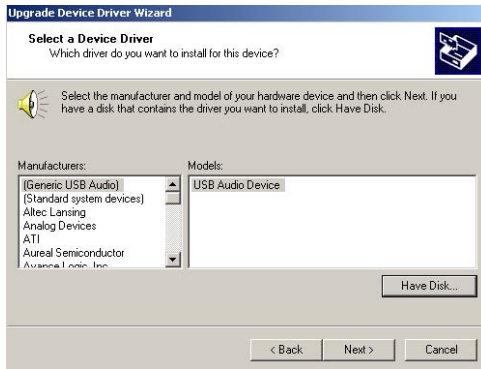 Upgrade Device Driver Wizard
Select a Device Driver
Which driver do you want to install for this device?
Select the manufacturer and model of your hardware device and then click Next. If you
have a disk that contains the driver you want to install, click Have Disk.
Manufacturers:
(Generic USB Audio)
(Standard system devices)
Altec Lansing
Analog Devices
ATI
Aureal Semiconductor
Avance Logic, Inc.
Models:
USB Audio Device
Have Disk...
< Back
Next >
Cancel